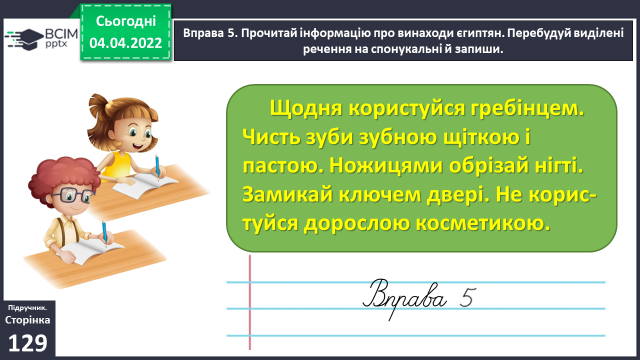 ВСІМ
pptx
Сьогодні
04.04.2022
Вправа 5. Прочитай інформацію про винаходи єгиптян. Перебудуй виділені
речення на спонукальні й запиши.
Щодня користуйся гребінцем.
Чисть зуби зубною щіткою і
пастою. Ножицями обрізай нігті.
Замикай ключем двері. Не корис-
туйся дорослою косметикою.
Вправа 5
Підручник.
Сторінка
129